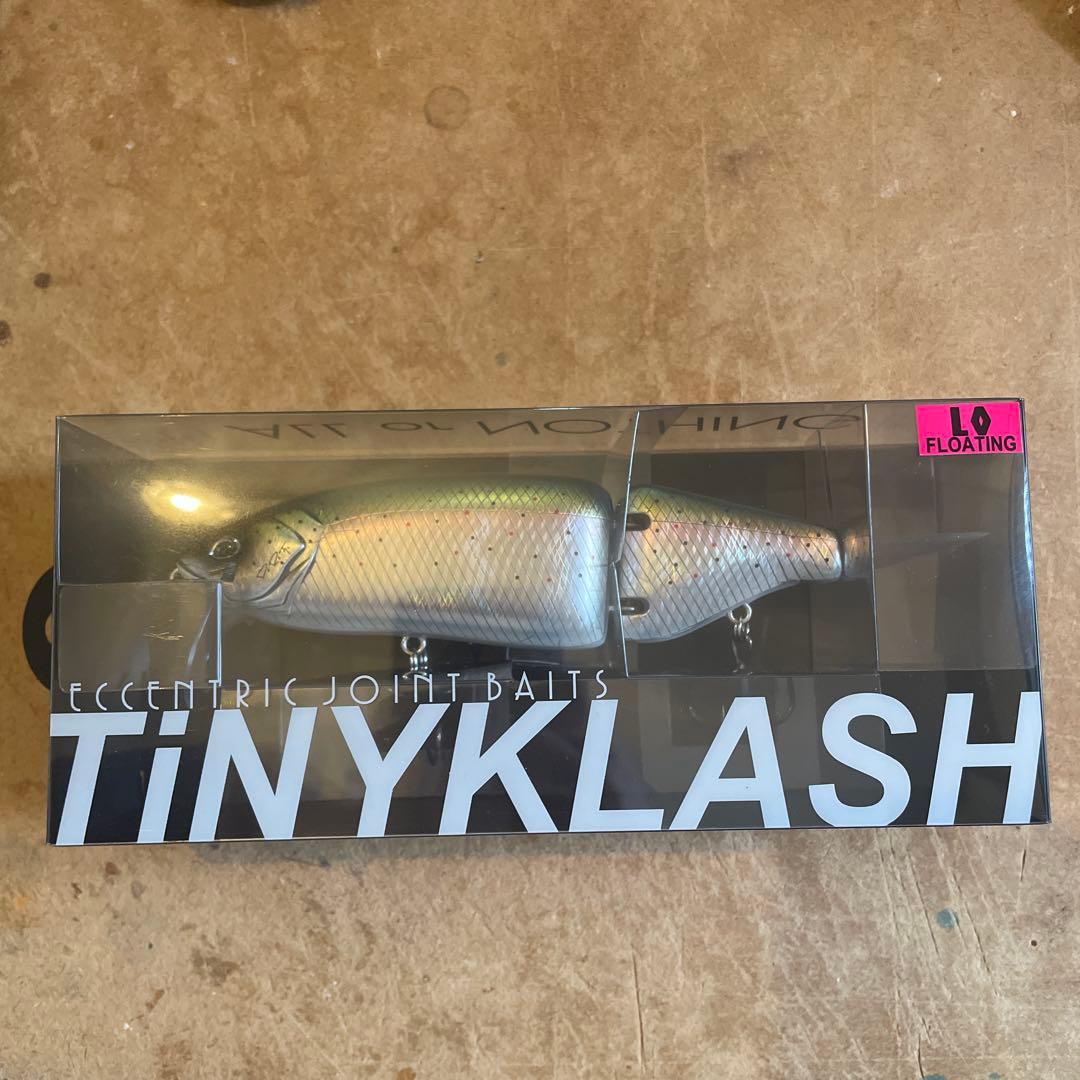 ALL or NOTHING
LO
FLOATING
ECCENTRIC JOINT BAITS
TiNYKLASH